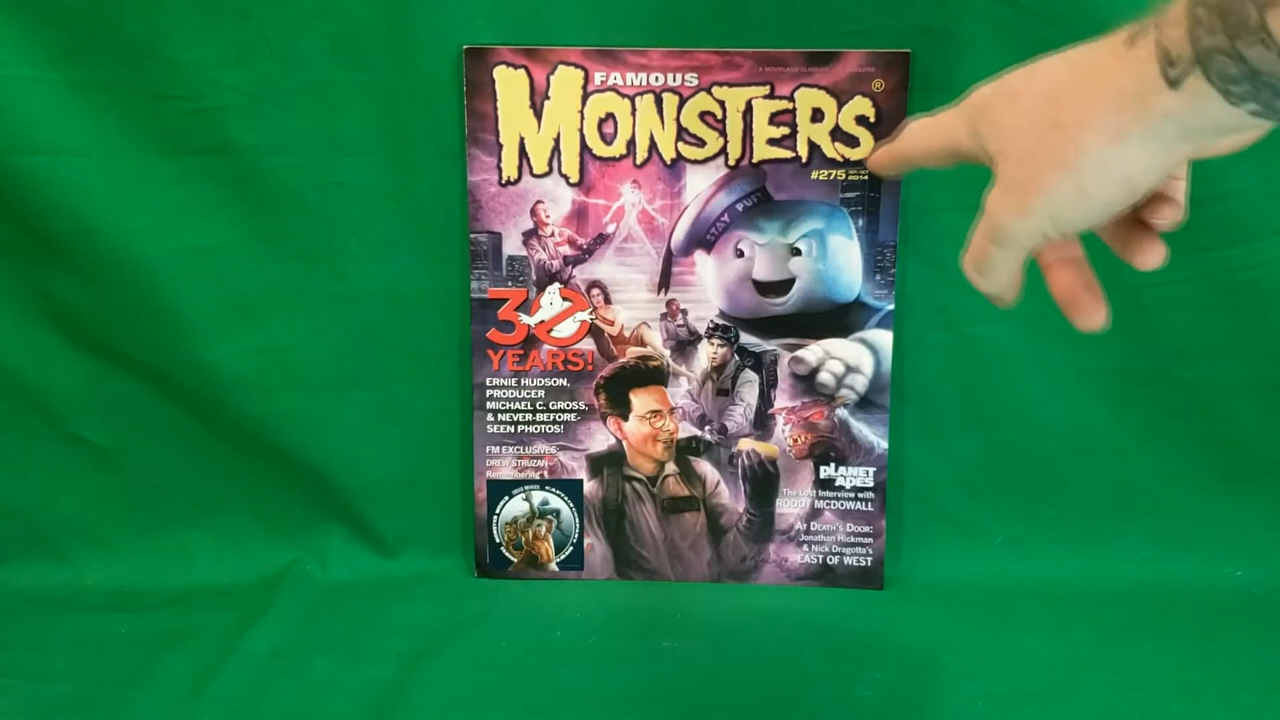 A MOVIELAND CLASSICS MAGAZINE
FAMOUS
MONSTERS®
#275
2014
STAY PUFT
30
YEARS!
ERNIE HUDSON,
PRODUCER
MICHAEL C. GROSS,
& NEVER-BEFORE-
SEEN PHOTOS!
FM EXCLUSIVES:
DREW STRUZAN
Remembering
CAPTAIN COMPANY
PLANET
APES
The Lost Interview with
RODDY MCDOWALL
AT DEATH'S DOOR:
Jonathan Hickman
& Nick Dragotta's
EAST OF WEST